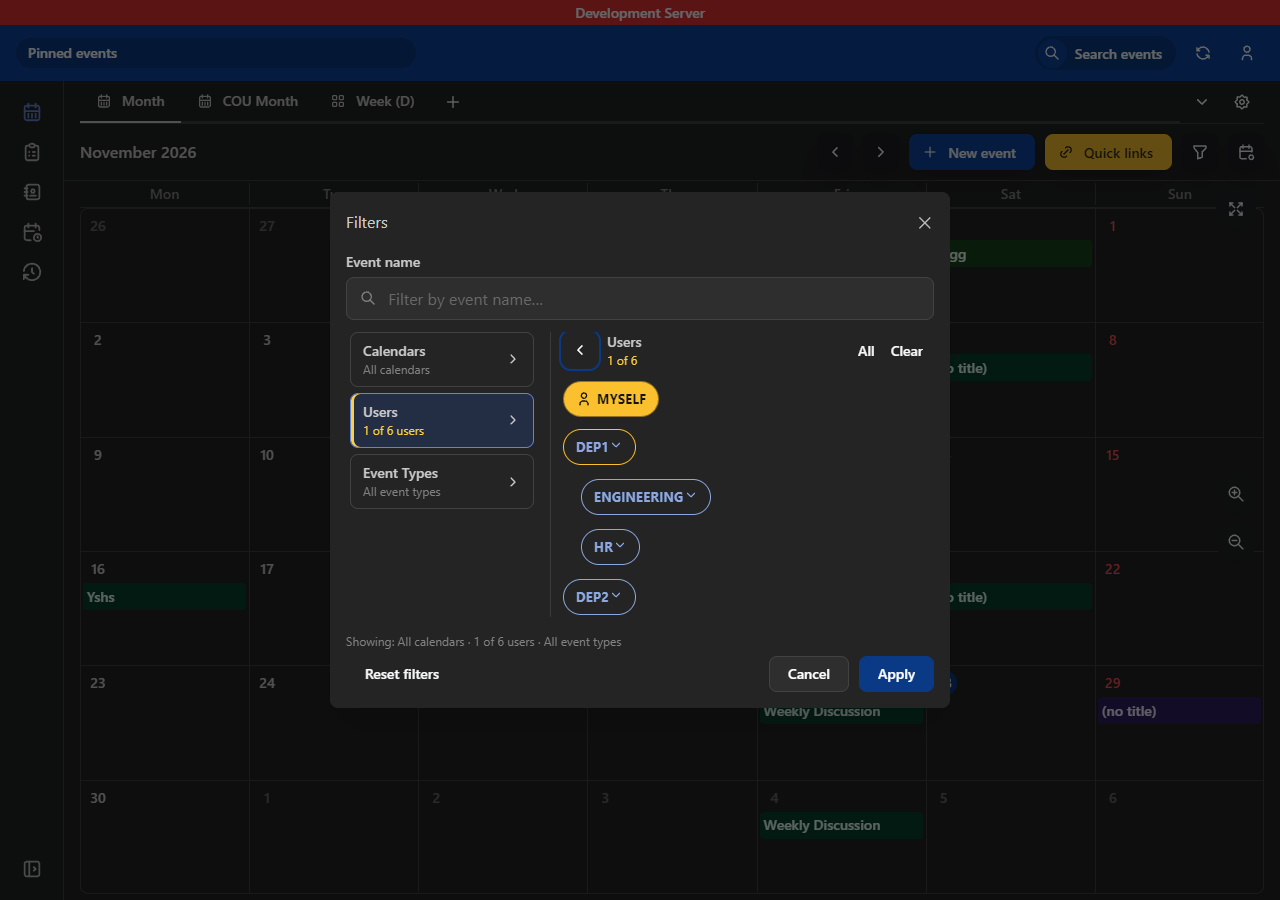 Development Server
Pinned events
Search events
Month
COU Month
Week (D)
November 2026
New event
Quick links
Mon
Sat
Sun
26
27
1
gg
2
3
8
title)
9
10
15
16
17
22
Yshs
title)
23
24
29
Weekly Discussion
(no title)
30
1
2
3
4
5
6
Weekly Discussion
Filters
Event name
Filter by event name...
Calendars
All calendars
Users
1 of 6 users
Event Types
All event types
Users
1 of 6
All
Clear
MYSELF
DEP1
ENGINEERING
HR
DEP2
Showing: All calendars · 1 of 6 users · All event types
Reset filters
Cancel
Apply